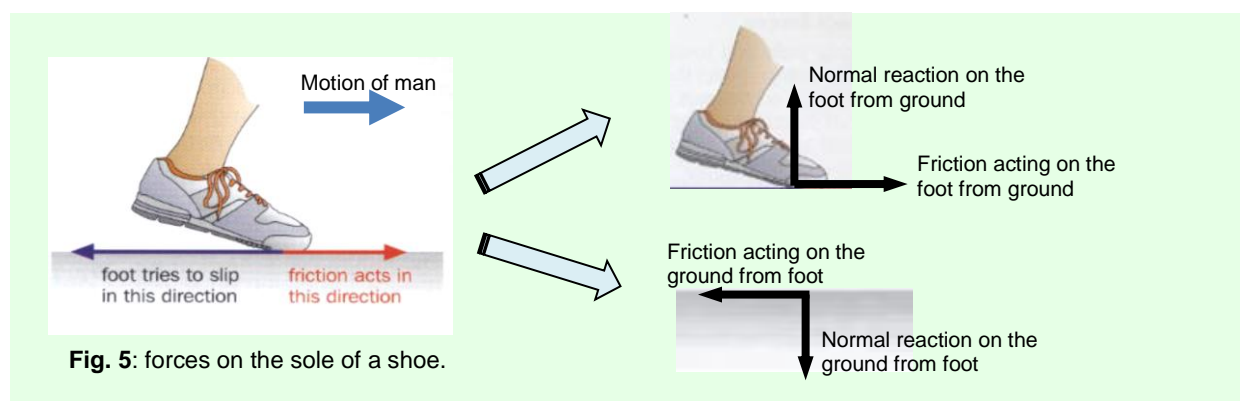 Motion of man
foot tries to slip
in this direction
friction acts in
this direction
Fig. 5: forces on the sole of a shoe.
Normal reaction on the
foot from ground
Friction acting on the
foot from ground
Friction acting on the
ground from foot
Normal reaction on the
ground from foot